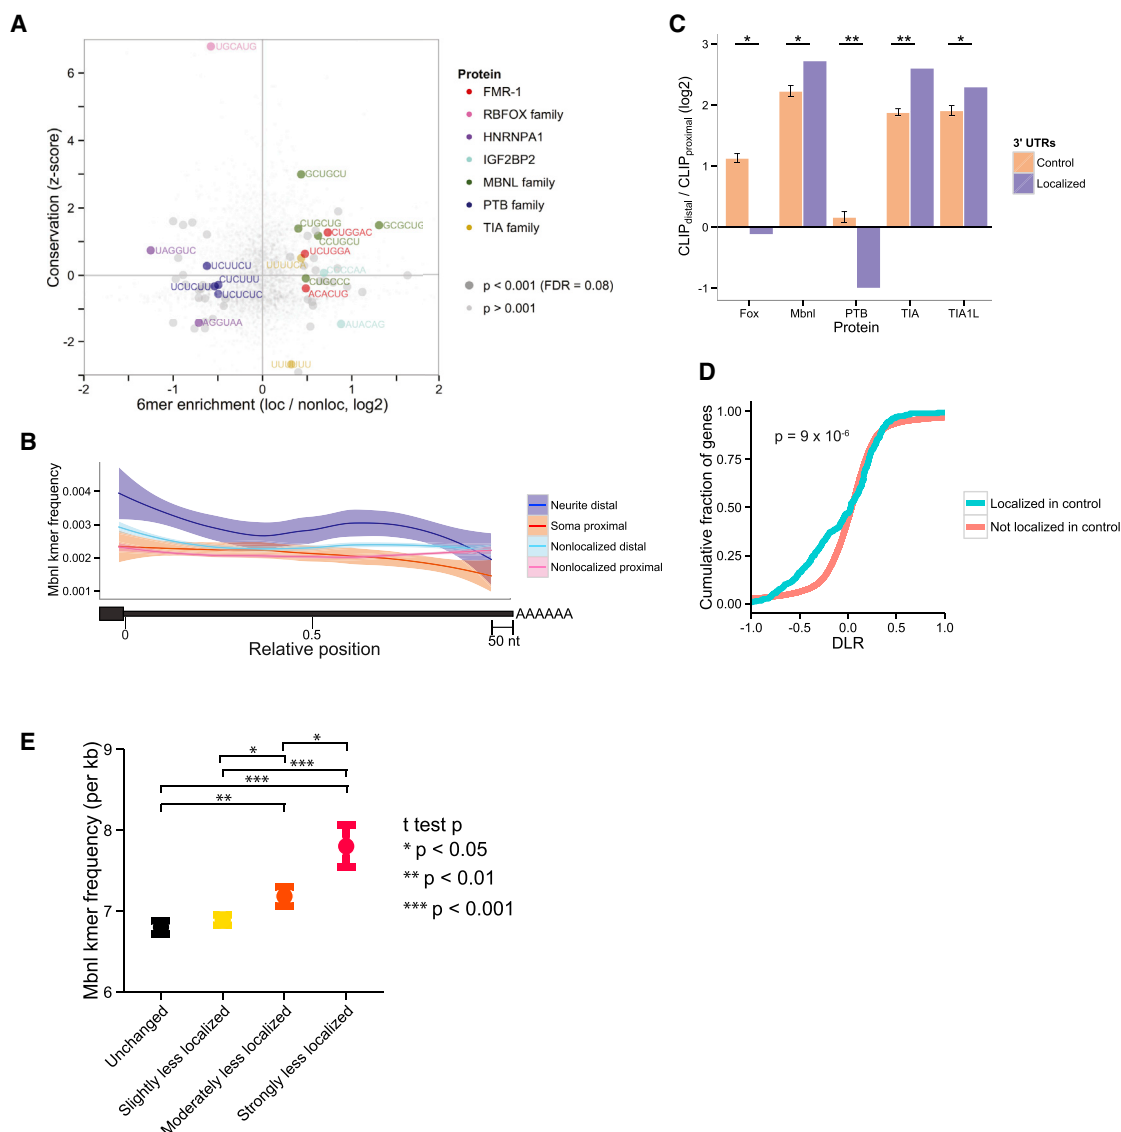 A
6
4
2
0
-2
-2
-1
0
1
2
Conservation (z-score)
6mer enrichment (loc / nonloc, log2)
UGCAUG
GCUGCU
CUGCUG
GCGCUG
CUGGAC
CCUGCU
UCUGGA
UAGGUC
UCUUCU
CUCUUU
UCUCUU
UCUCUC
CUGCCC
ACACUG
AGGUAA
AUACAG
Protein
FMR-1
RBFOX family
HNRNPA1
IGF2BP2
MBNL family
PTB family
TIA family
p < 0.001 (FDR = 0.08)
p > 0.001
B
Mbnl kmer frequency
0.004
0.003
0.002
0.001
Neurite distal
Soma proximal
Nonlocalized distal
Nonlocalized proximal
AAAAAA
0
0.5
50 nt
Relative position
C
CLIPdistal / CLIPproximal (log2)
3
2
1
0
-1
* * ** ** *
Fox
Mbnl
PTB
TIA
TIA1L
Protein
3' UTRs
Control
Localized
D
Cumulative fraction of genes
1.00
0.75
0.50
0.25
0.00
p = 9 x 10-6
-1.0
-0.5
0.0
0.5
1.0
DLR
Localized in control
Not localized in control
E
Mbnl kmer frequency (per kb)
9
8
7
6
*
*
***
***
**
t test p
* p < 0.05
** p < 0.01
*** p < 0.001
Unchanged
Slightly less localized
Moderately less localized
Strongly less localized